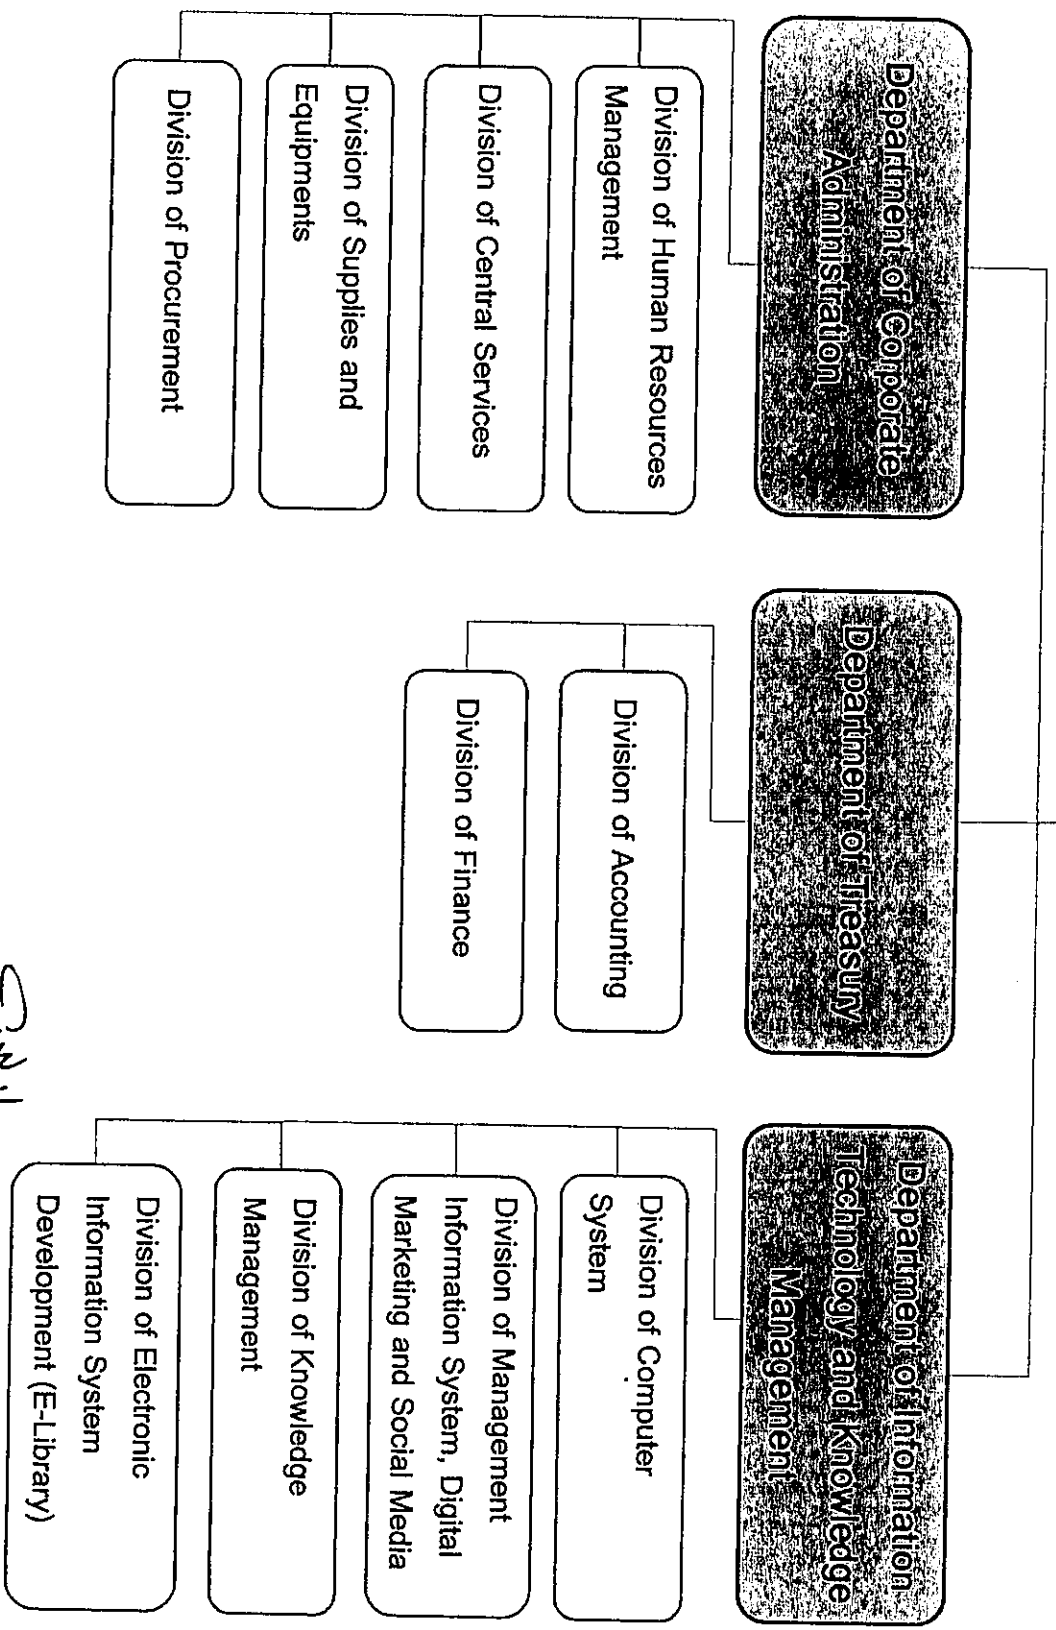 Department of Corporate
Administration
Division of Human Resources
Management
Division of Central Services
Division of Supplies and
Equipments
Division of Procurement
Department of Treasury
Division of Accounting
Division of Finance
Department of Information
Technology and Knowledge
Management
Division of Computer
System
Division of Management
Information System, Digital
Marketing and Social Media
Division of Knowledge
Management
Division of Electronic
Information System
Development (E-Library)